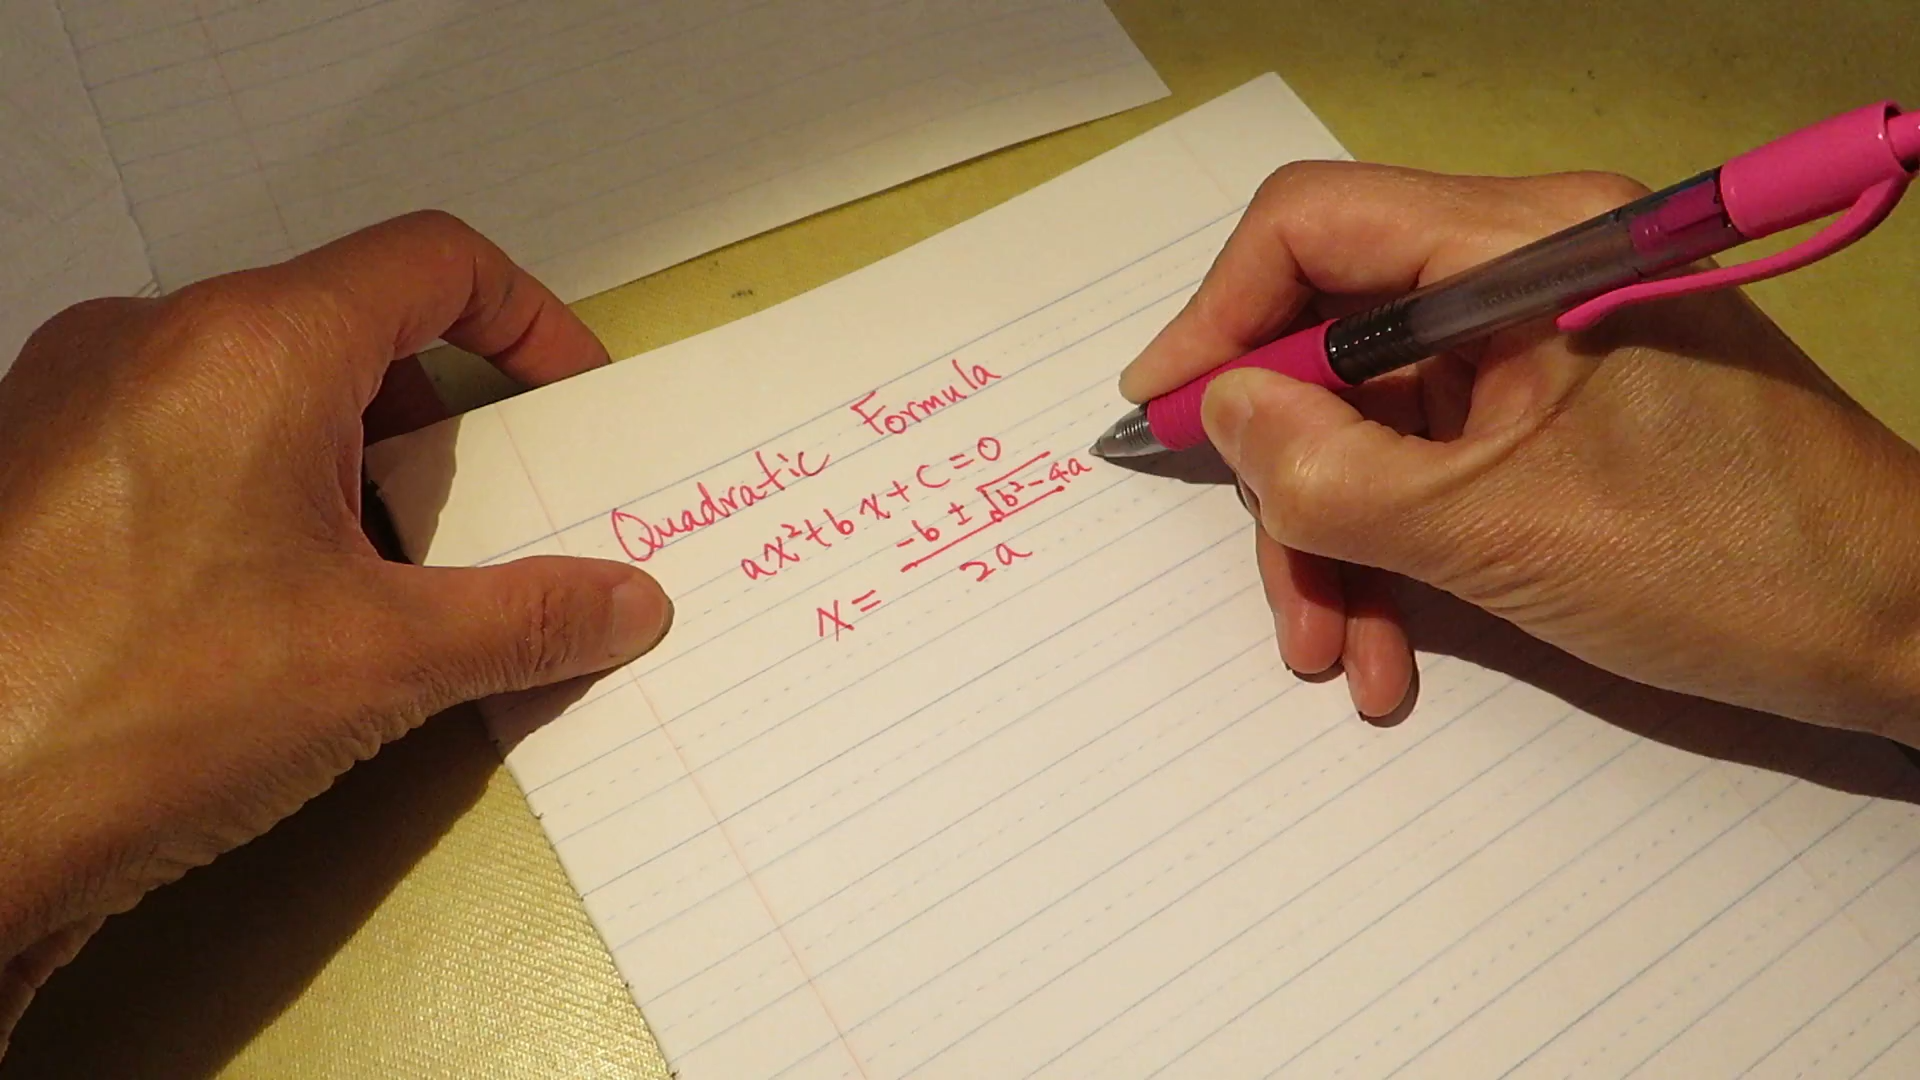 Quadratic Formula
ax²+bx+c=0
x= -b ± √b²-4a
2a